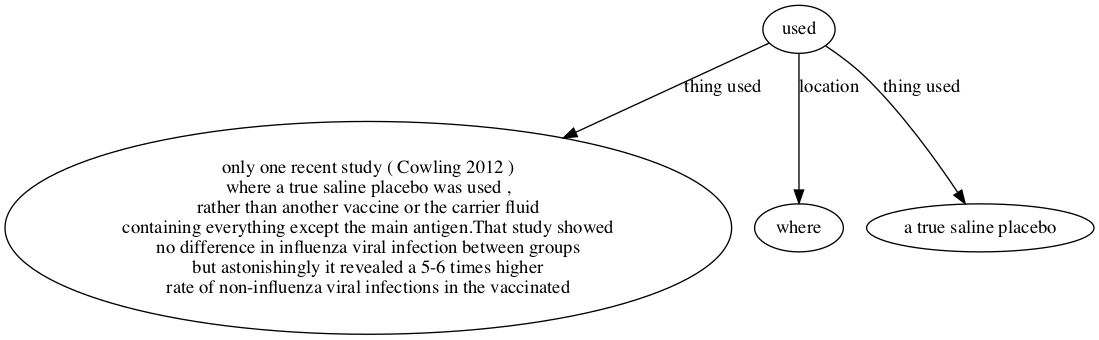 used
thing used
location
thing used
only one recent study ( Cowling 2012 )
where a true saline placebo was used ,
rather than another vaccine or the carrier fluid
containing everything except the main antigen.That study showed
no difference in influenza viral infection between groups
but astonishingly it revealed a 5-6 times higher
rate of non-influenza viral infections in the vaccinated
where
a true saline placebo